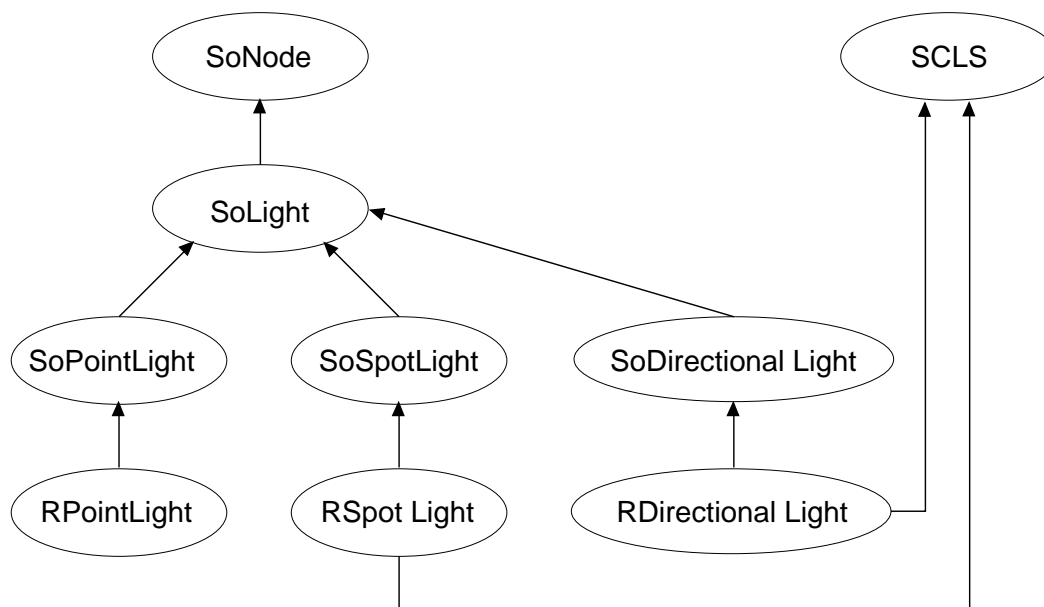 SoNode
SCLS
SoLight
SoPointLight
SoSpotLight
SoDirectional Light
RPointLight
RSpot Light
RDirectional Light